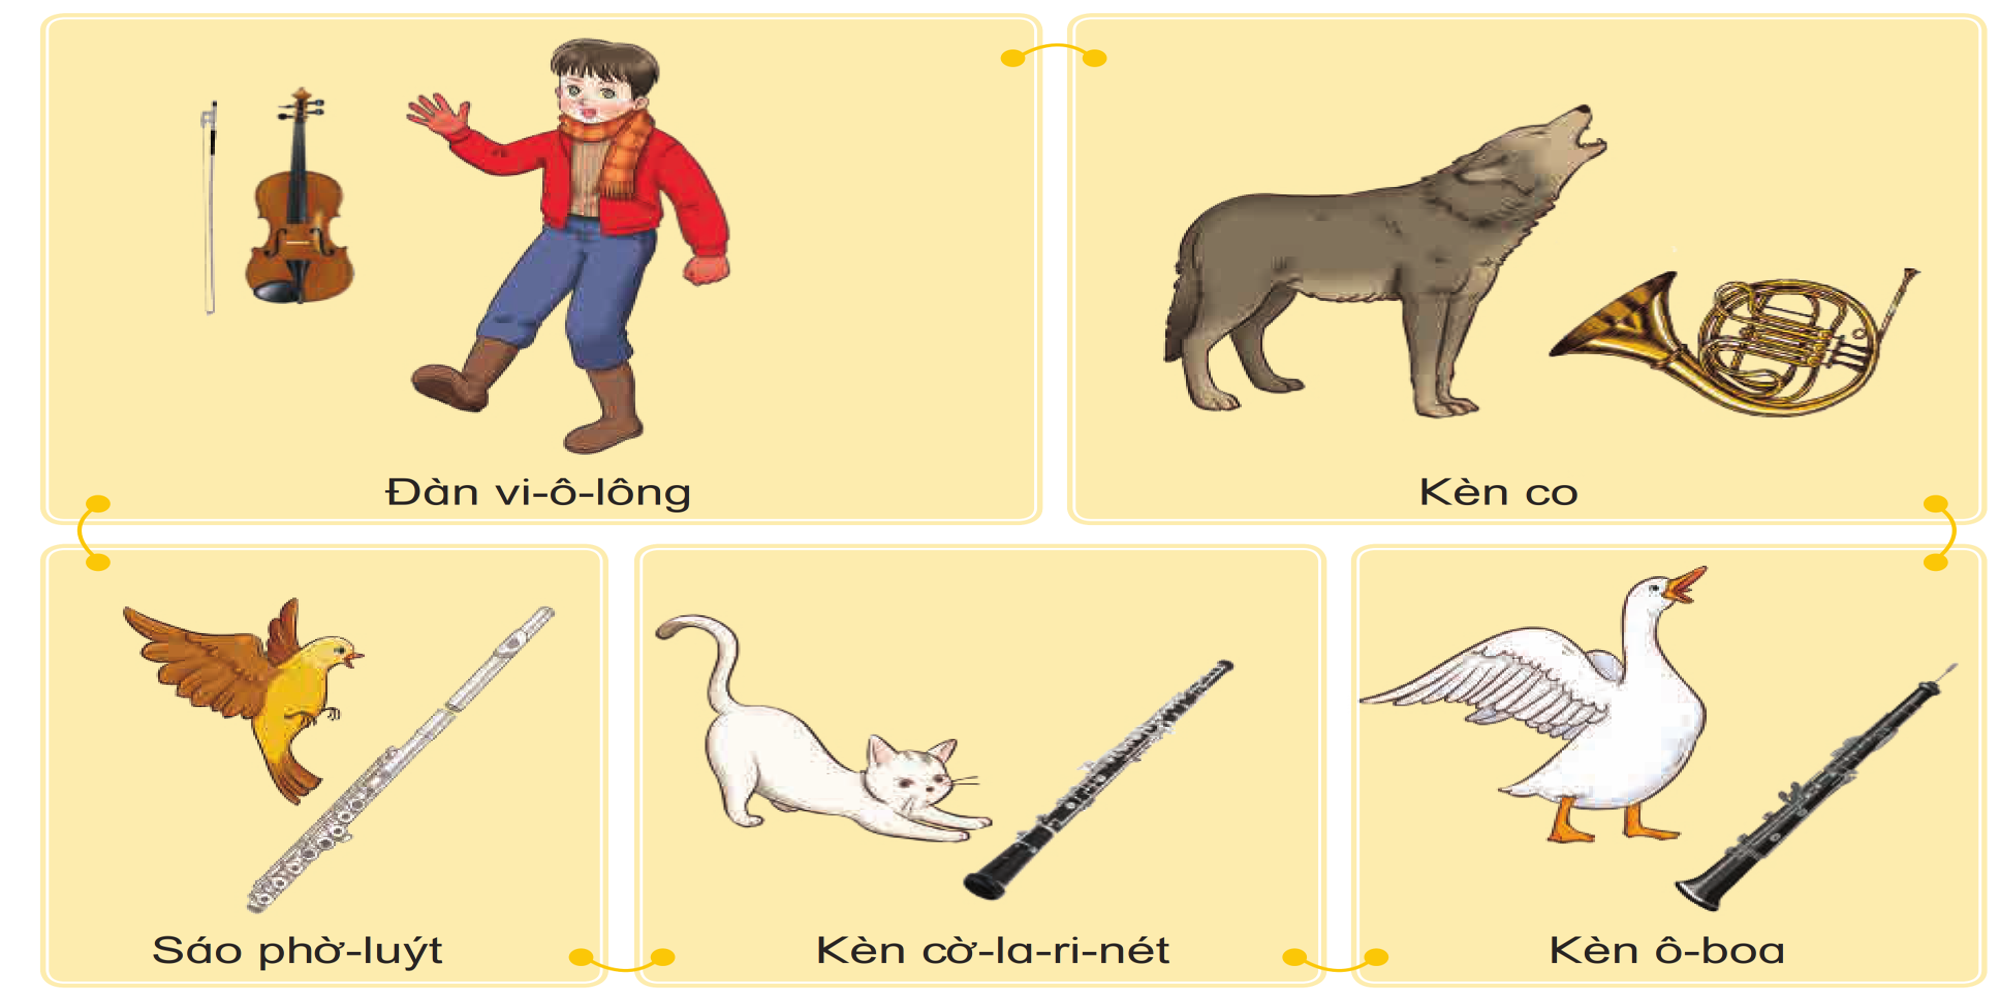 Đàn vi-ô-lông
Kèn co
Sáo phờ-luýt
Kèn cờ-la-ri-nét
Kèn ô-boa